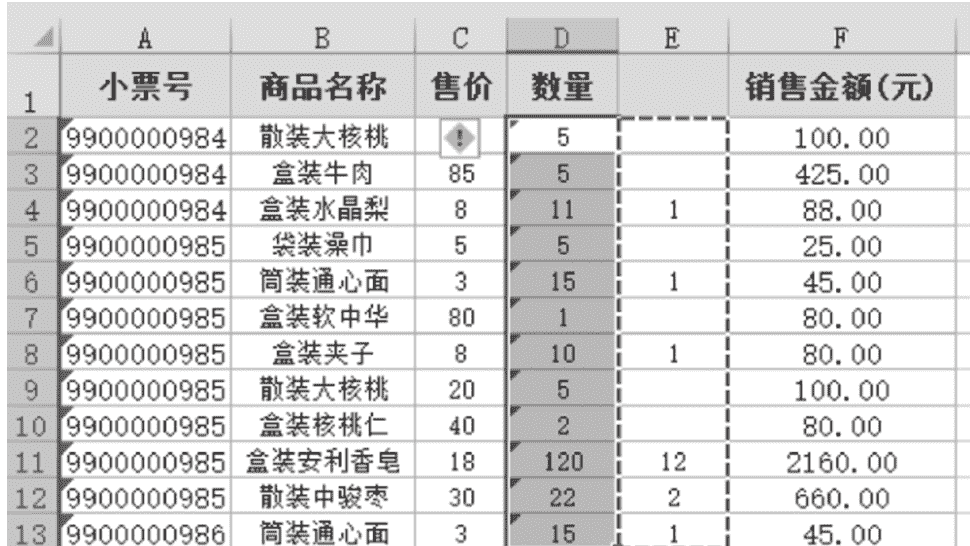 A B C D E F
1 小票号 商品名称 售价 数量 销售金额(元)
2 9900000984 散装大核桃 ! 5 100.00
3 9900000984 盒装牛肉 85 5 425.00
4 9900000984 盒装水晶梨 8 11 1 88.00
5 9900000985 袋装澡巾 5 5 25.00
6 9900000985 筒装通心面 3 15 1 45.00
7 9900000985 盒装软中华 80 1 80.00
8 9900000985 盒装夹子 8 10 1 80.00
9 9900000985 散装大核桃 20 5 100.00
10 9900000985 盒装核桃仁 40 2 80.00
11 9900000985 盒装安利香皂 18 120 12 2160.00
12 9900000985 散装中骏枣 30 22 2 660.00
13 9900000986 筒装通心面 3 15 1 45.00